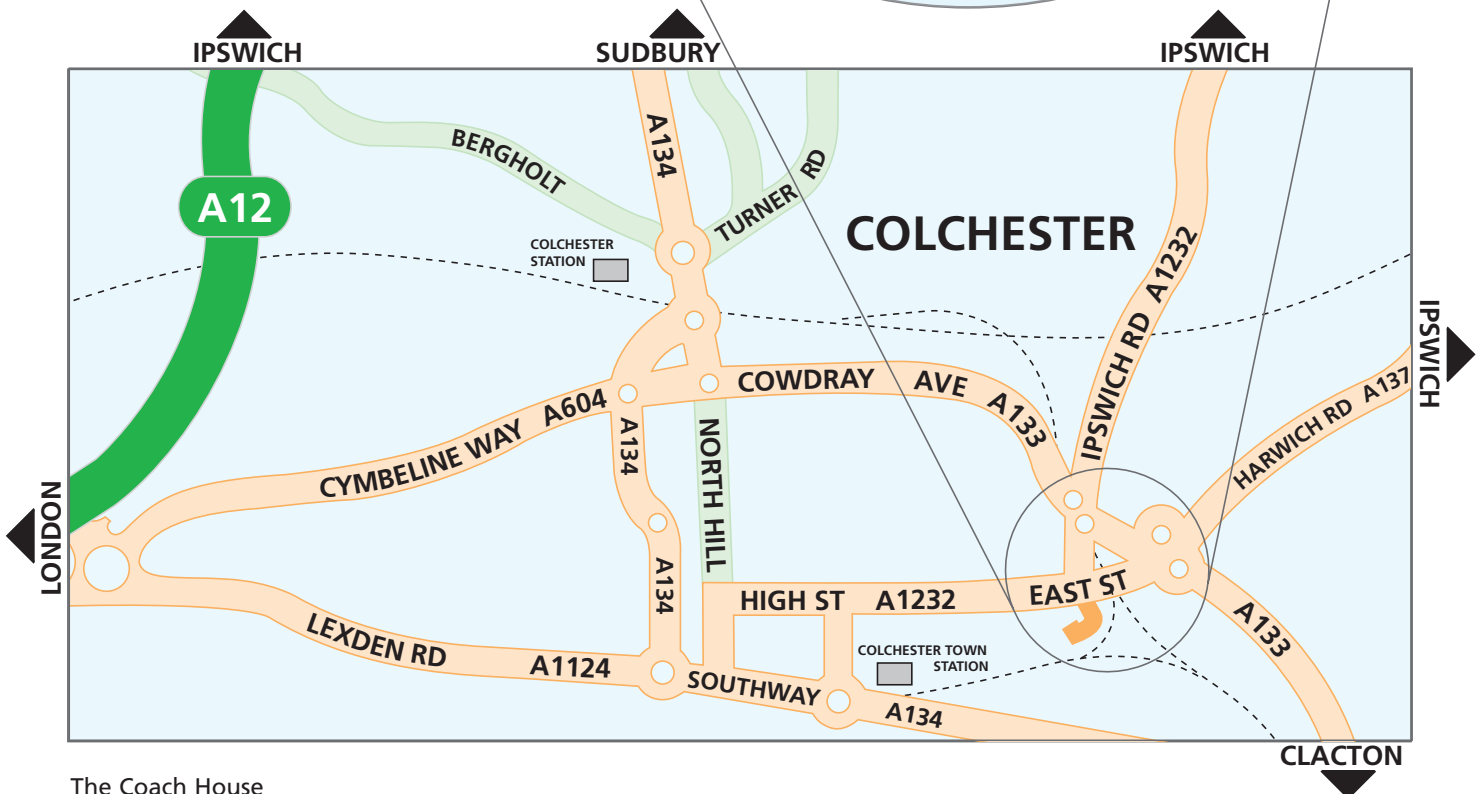 IPSWICH
SUDBURY
IPSWICH
A134
BERGHOLT
TURNER RD
A12
COLCHESTER
COLCHESTER
STATION
IPSWICH RD A1232
IPSWICH
COWDRAY AVE A133
HARWICH RD A137
CYMBELINE WAY A604
A134
NORTH HILL
LONDON
A134
HIGH ST A1232
EAST ST
A133
LEXDEN RD A1124
SOUTHWAY
COLCHESTER TOWN
STATION
A134
CLACTON
The Coach House